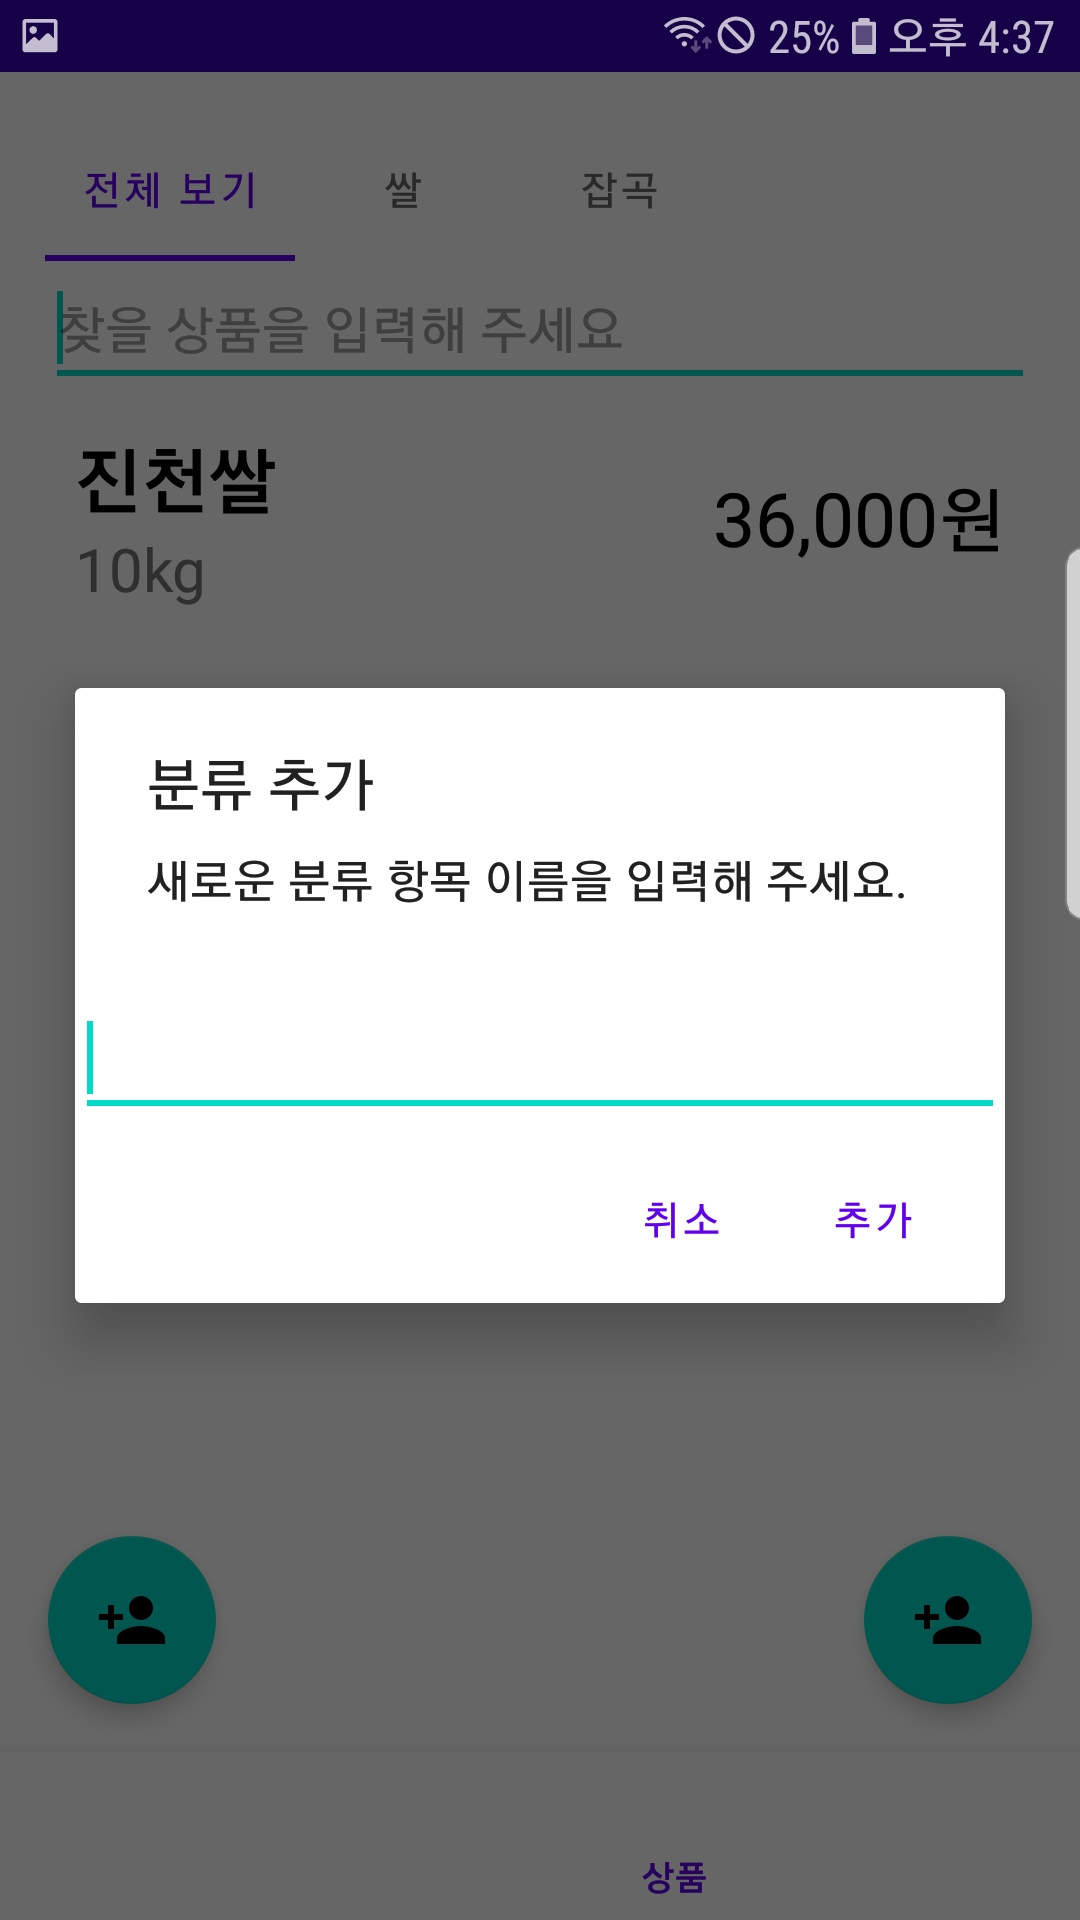 25% 오후 4:37
전체 보기 쌀 잡곡
찾을 상품을 입력해 주세요
진천쌀
36,000원
10kg
분류 추가
새로운 분류 항목 이름을 입력해 주세요.
취소 추가
상품